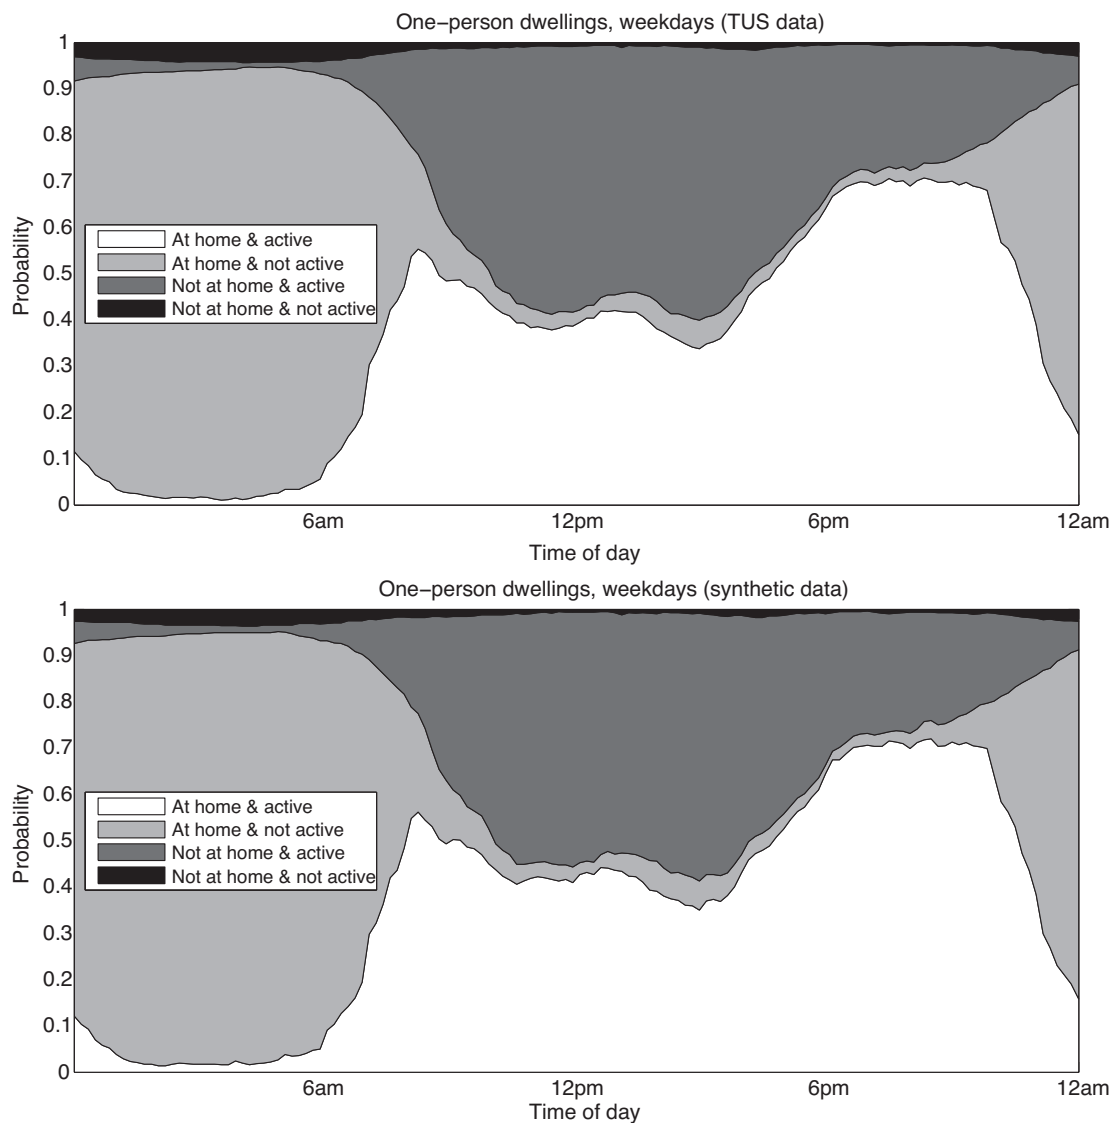 One−person dwellings, weekdays (TUS data)
1
0.9
0.8
0.7
0.6
0.5
0.4
0.3
0.2
0.1
0
Probability
At home & active
At home & not active
Not at home & active
Not at home & not active
6am
12pm
6pm
12am
Time of day
One−person dwellings, weekdays (synthetic data)
1
0.9
0.8
0.7
0.6
0.5
0.4
0.3
0.2
0.1
0
Probability
At home & active
At home & not active
Not at home & active
Not at home & not active
6am
12pm
6pm
12am
Time of day